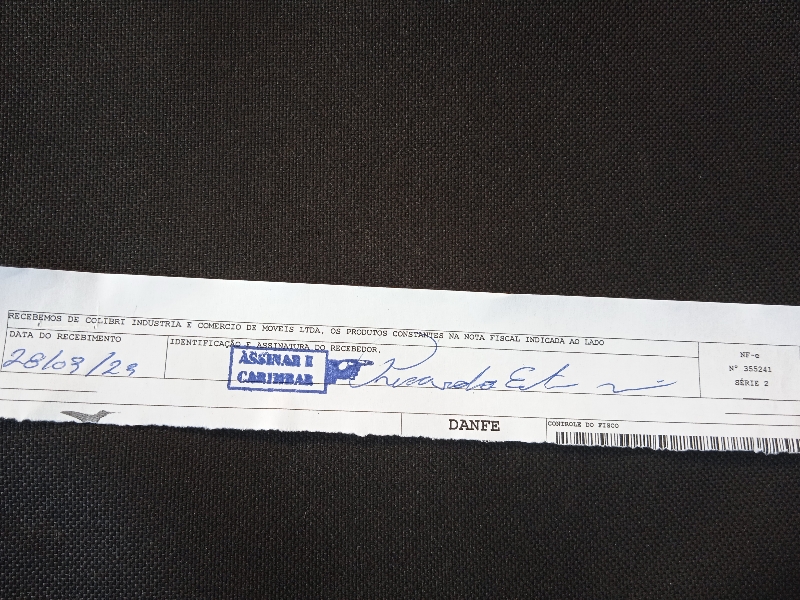 RECEBEMOS DE COLIBRI INDUSTRIA E COMERCIO DE MOVEIS LTDA, OS PRODUTOS CONSTANTES NA NOTA FISCAL INDICADA AO LADO
DATA DO RECEBIMENTO
IDENTIFICAÇÃO E ASSINATURA DO RECEBEDOR.
NF-e
Nº 355241
SÉRIE 2
28/03/23
ASSINAR E
CARIMBAR
DANFE
CONTROLE DO FISCO